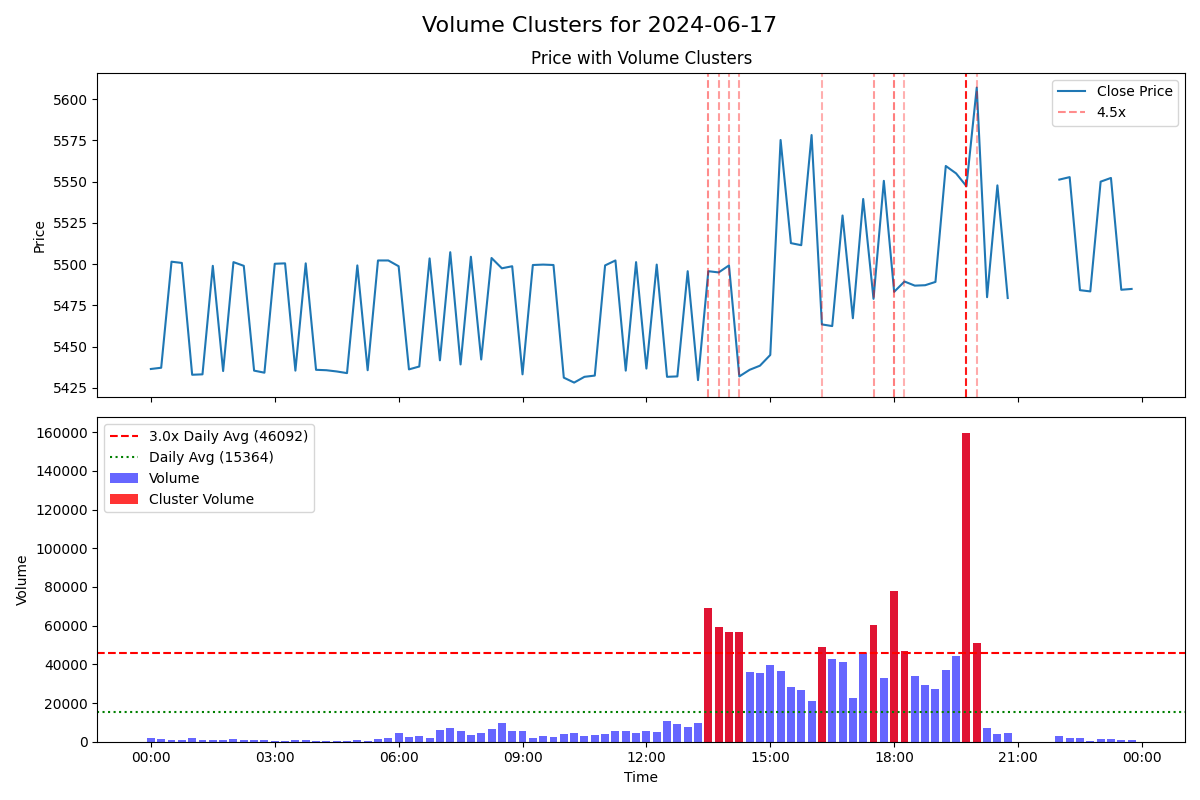 Volume Clusters for 2024-06-17
Price with Volume Clusters
Price
5600
5575
5550
5525
5500
5475
5450
5425
Close Price
4.5x
Volume
160000
140000
120000
100000
80000
60000
40000
20000
0
3.0x Daily Avg (46092)
Daily Avg (15364)
Volume
Cluster Volume
00:00 03:00 06:00 09:00 12:00 15:00 18:00 21:00 00:00
Time